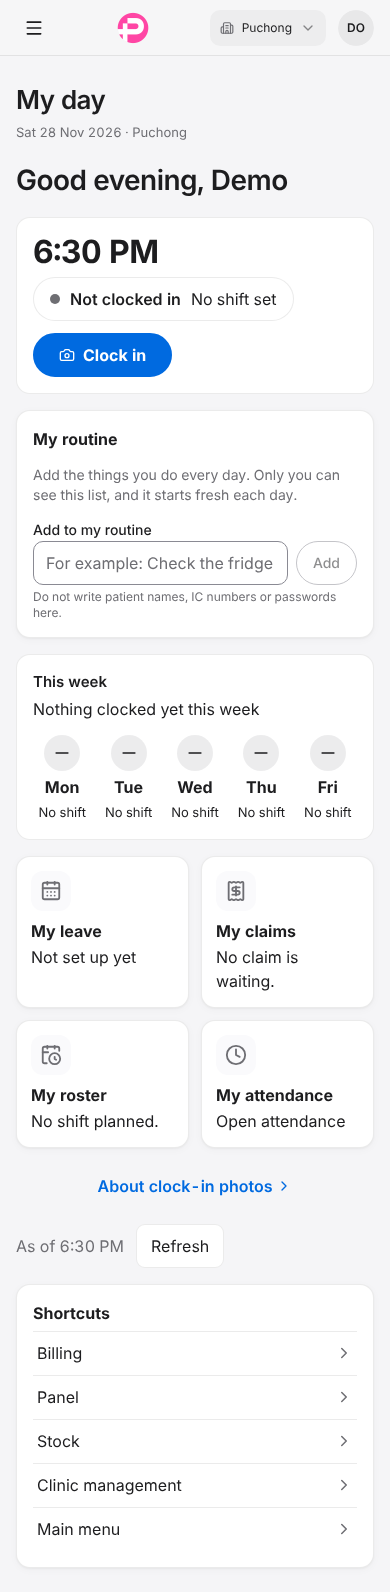 Puchong
DO
My day
Sat 28 Nov 2026 · Puchong
Good evening, Demo
6:30 PM
Not clocked in No shift set
Clock in
My routine
Add the things you do every day. Only you can
see this list, and it starts fresh each day.
Add to my routine
For example: Check the fridge
Add
Do not write patient names, IC numbers or passwords
here.
This week
Nothing clocked yet this week
Mon Tue Wed Thu Fri
No shift No shift No shift No shift No shift
My leave
Not set up yet
My claims
No claim is
waiting.
My roster
No shift planned.
My attendance
Open attendance
About clock-in photos
As of 6:30 PM
Refresh
Shortcuts
Billing
Panel
Stock
Clinic management
Main menu